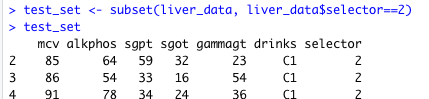 > test_set <- subset(liver_data, liver_data$selector==2)
> test_set
mcv alkphos sgpt sgot gammagt drinks selector
2 85 64 59 32 23 C1 2
3 86 54 33 16 54 C1 2
4 91 78 34 24 36 C1 2